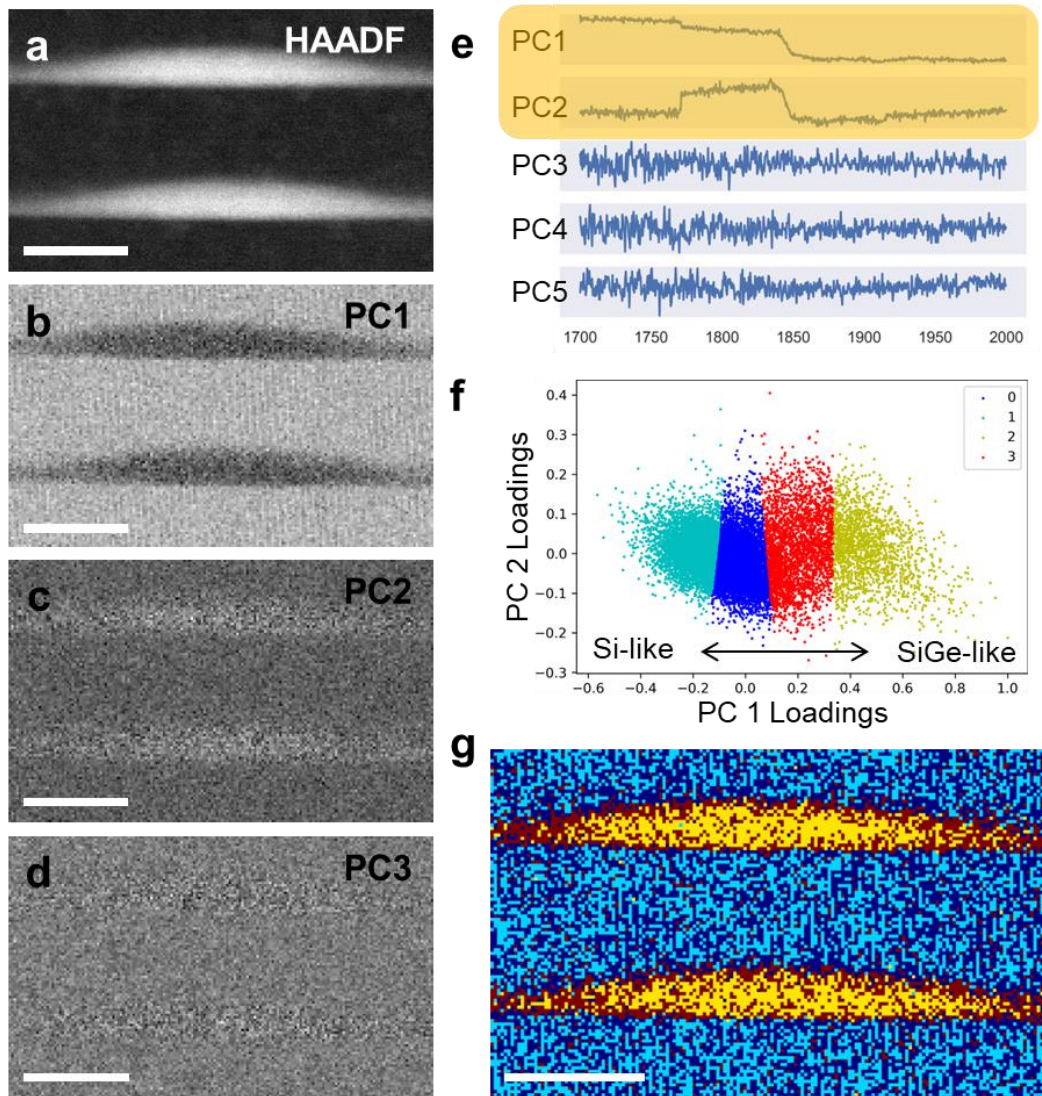 a
HAADF
b
PC1
c
PC2
d
PC3
e
PC1
PC2
PC3
PC4
PC5
1700 1750 1800 1850 1900 1950 2000
f
0.4
0.3
0.2
0.1
0.0
−0.1
−0.2
−0.3
PC 2 Loadings
0
1
2
3
Si-like
SiGe-like
−0.6 −0.4 −0.2 0.0 0.2 0.4 0.6 0.8 1.0
PC 1 Loadings
g